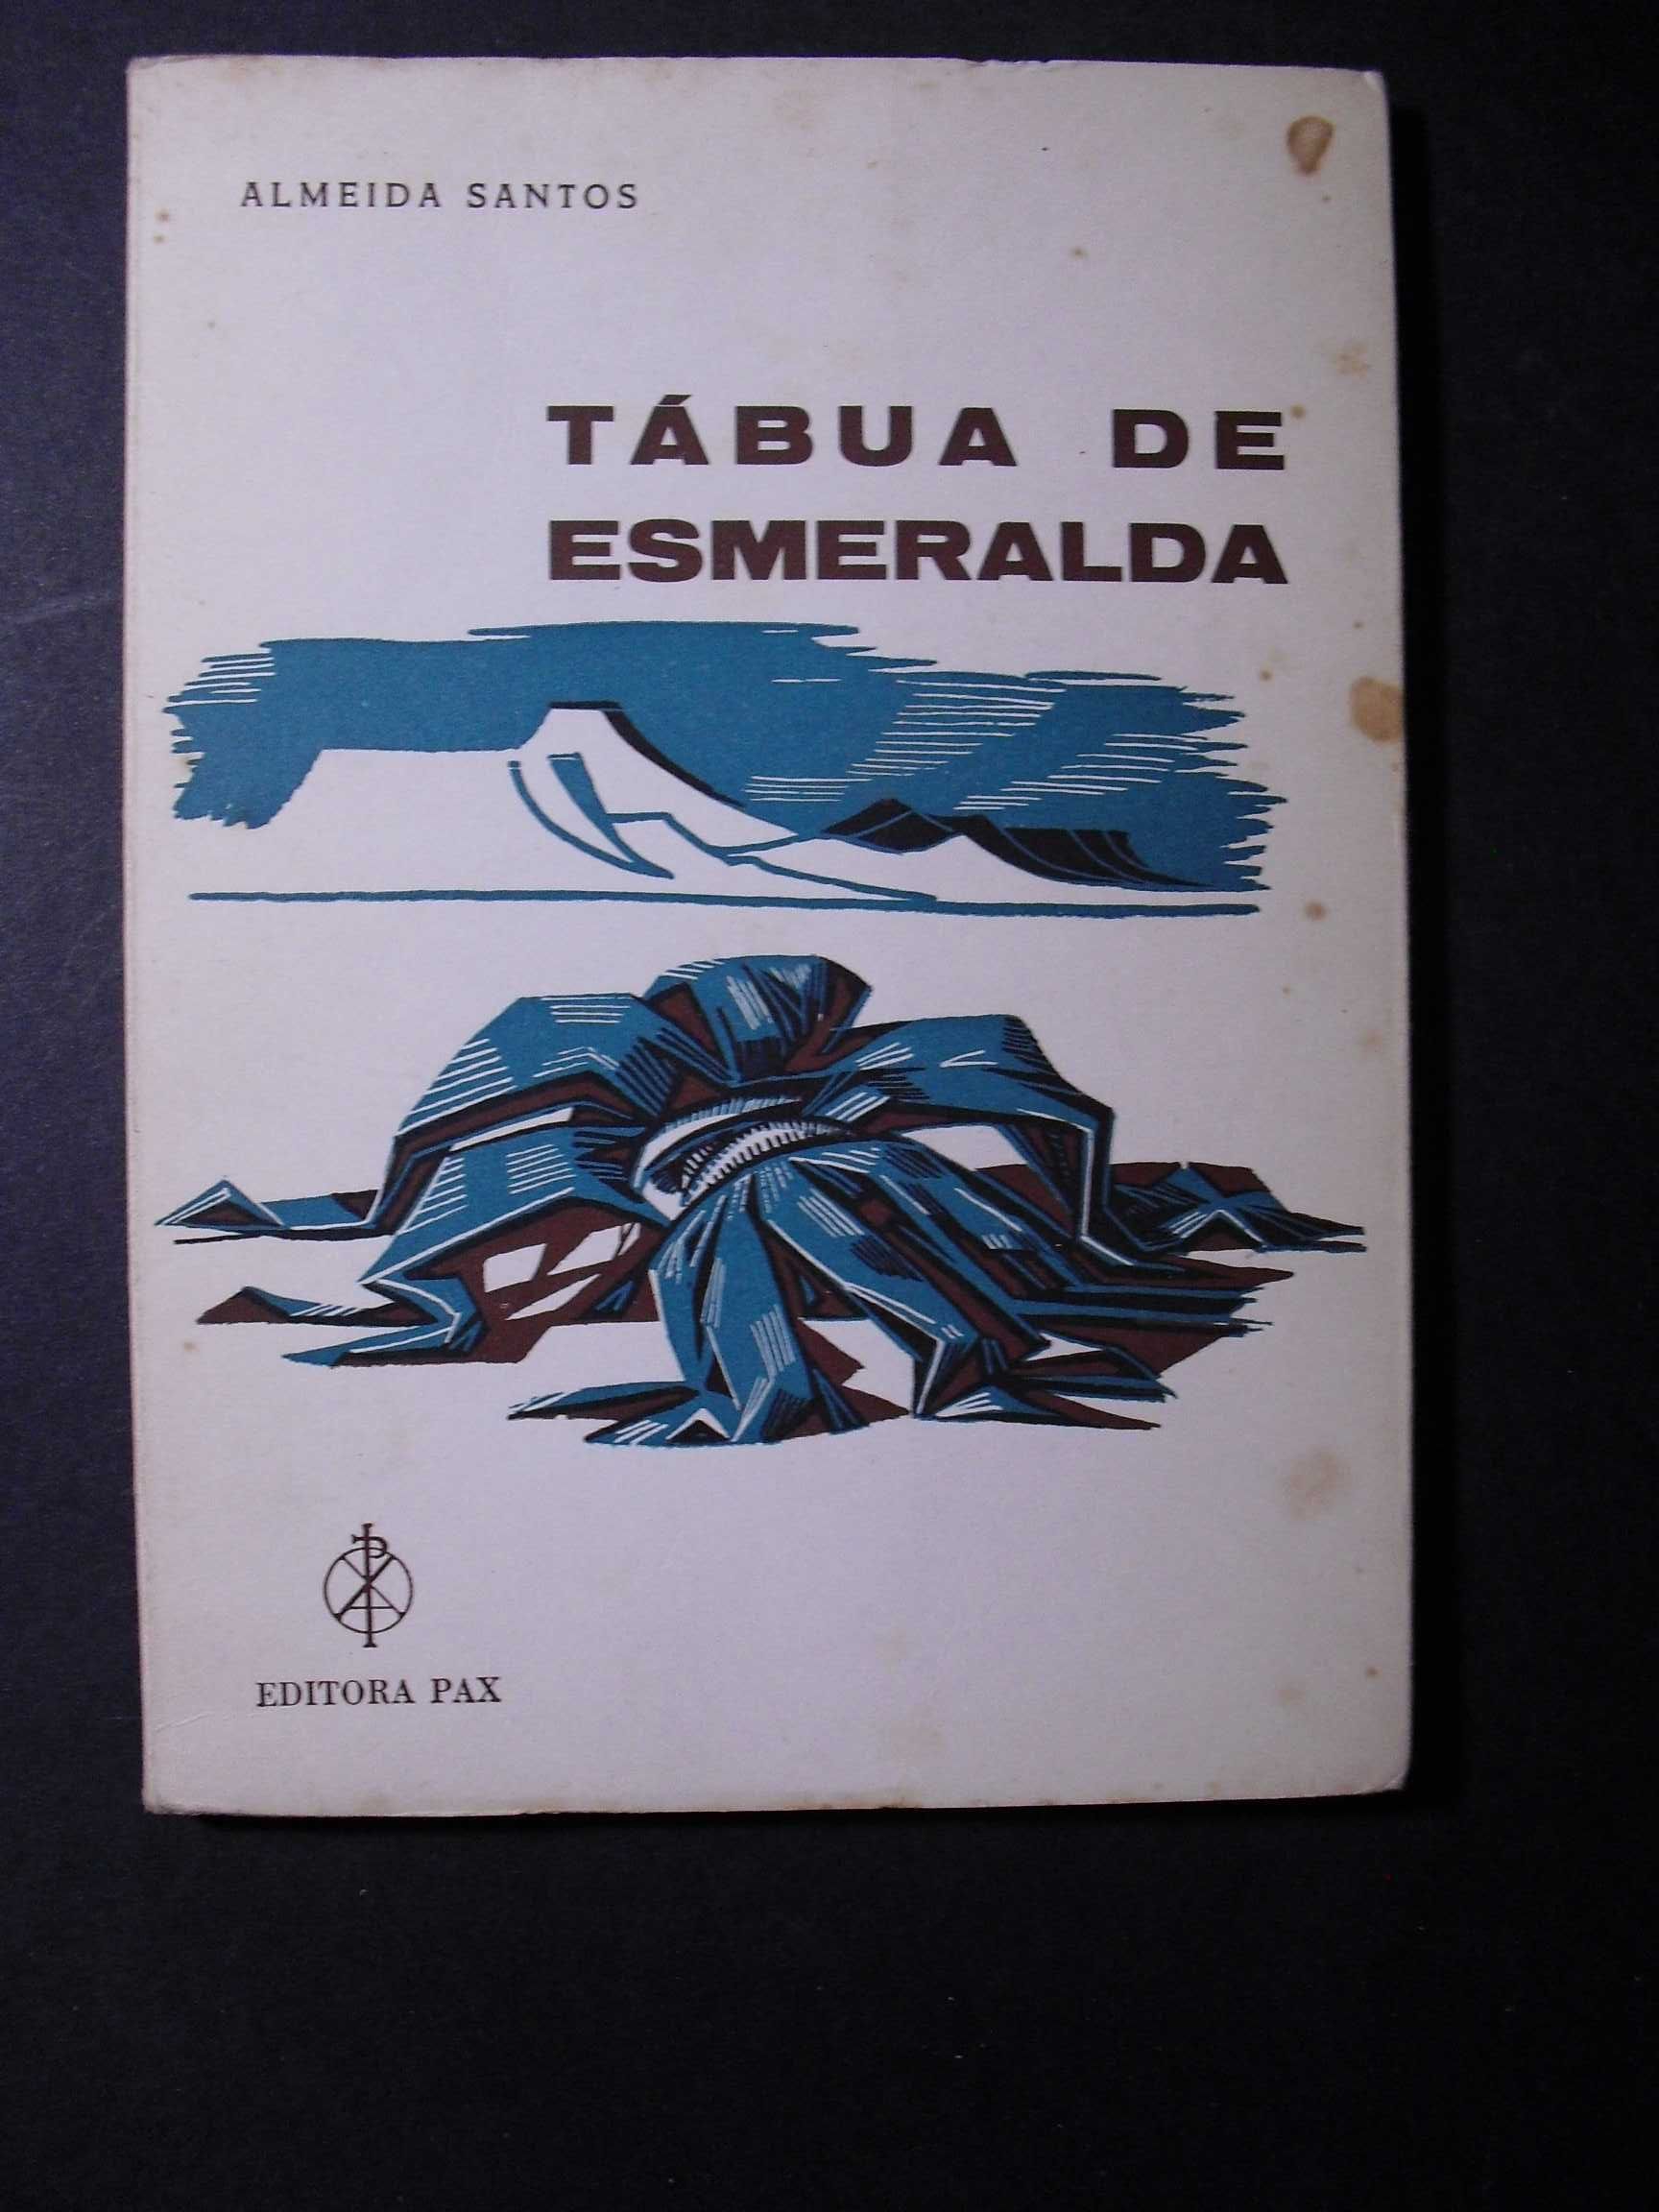 ALMEIDA SANTOS
TÁBUA DE
ESMERALDA
EDITORA PAX